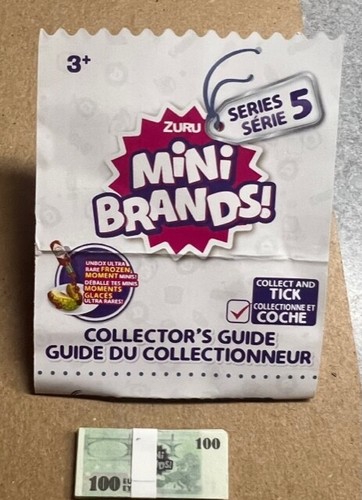 3+
SERIES 5
SÉRIE
ZURU
MiNi
BRANDS!
UNBOX ULTRA
RARE FROZEN
MOMENT MINIS!
DÉBALLE TES MINIS
MOMENTS
GLACÉS
ULTRA RARES!
COLLECT AND
TICK
COLLECTIONNE ET
COCHE
COLLECTOR'S GUIDE
GUIDE DU COLLECTIONNEUR
100
100 EU